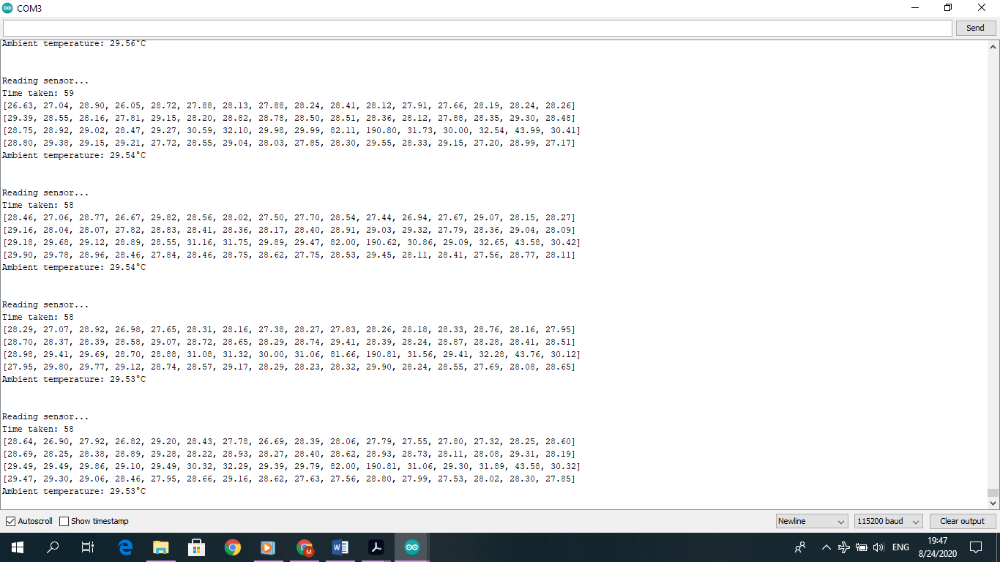 COM3
Send
Ambient temperature: 29.56°C
Reading sensor...
Time taken: 59
[26.63, 27.04, 28.90, 26.05, 28.72, 27.88, 28.13, 27.88, 28.24, 28.41, 28.12, 27.91, 27.66, 28.19, 28.24, 28.26]
[29.39, 28.55, 28.16, 27.81, 29.15, 28.20, 28.82, 28.78, 28.50, 28.51, 28.36, 28.12, 27.88, 28.35, 29.30, 28.48]
[28.75, 28.92, 29.02, 28.47, 29.27, 30.59, 32.10, 29.98, 29.99, 82.11, 190.80, 31.73, 30.00, 32.54, 43.99, 30.41]
[28.80, 29.38, 29.15, 29.21, 27.72, 28.55, 29.04, 28.03, 27.85, 28.30, 29.55, 28.33, 29.15, 27.20, 28.99, 27.17]
Ambient temperature: 29.54°C
Reading sensor...
Time taken: 58
[28.46, 27.06, 28.77, 26.67, 29.82, 28.56, 28.02, 27.50, 27.70, 28.54, 27.44, 26.94, 27.67, 29.07, 28.15, 28.27]
[29.16, 28.04, 28.07, 27.82, 28.83, 28.41, 28.36, 28.17, 28.40, 28.91, 29.03, 29.32, 27.79, 28.36, 29.04, 28.09]
[29.18, 29.68, 29.12, 28.89, 28.55, 31.16, 31.75, 29.89, 29.47, 82.00, 190.62, 30.86, 29.09, 32.65, 43.58, 30.42]
[29.90, 29.78, 28.96, 28.46, 27.84, 28.46, 28.75, 28.62, 27.75, 28.53, 29.45, 28.11, 28.41, 27.56, 28.77, 28.11]
Ambient temperature: 29.54°C
Reading sensor...
Time taken: 58
[28.29, 27.07, 28.92, 26.98, 27.65, 28.31, 28.16, 27.38, 28.27, 27.83, 28.26, 28.18, 28.33, 28.76, 28.16, 27.95]
[28.70, 28.37, 28.39, 28.58, 29.07, 28.72, 28.65, 28.29, 28.74, 29.41, 28.39, 28.24, 28.87, 28.28, 28.41, 28.51]
[28.98, 29.41, 29.69, 28.70, 28.88, 31.08, 31.32, 30.00, 31.06, 81.66, 190.81, 31.56, 29.41, 32.28, 43.76, 30.12]
[27.95, 29.80, 29.77, 29.12, 28.74, 28.57, 29.17, 28.29, 28.23, 28.32, 29.90, 28.24, 28.55, 27.69, 28.08, 28.65]
Ambient temperature: 29.53°C
Reading sensor...
Time taken: 58
[28.64, 26.90, 27.92, 26.82, 29.20, 28.43, 27.78, 26.69, 28.39, 28.06, 27.79, 27.55, 27.80, 27.32, 28.25, 28.60]
[28.69, 28.25, 28.38, 28.89, 29.28, 28.22, 28.93, 28.27, 28.40, 28.62, 28.93, 28.73, 28.11, 28.08, 29.31, 28.19]
[29.49, 29.49, 29.86, 29.10, 29.49, 30.32, 32.29, 29.39, 29.79, 82.00, 190.81, 31.06, 29.30, 31.89, 43.58, 30.32]
[29.47, 29.30, 29.06, 28.46, 27.95, 28.66, 29.16, 28.62, 27.63, 27.56, 28.80, 27.99, 27.53, 28.02, 28.30, 27.85]
Ambient temperature: 29.53°C
Autoscroll Show timestamp Newline 115200 baud Clear output
M W ENG 19:47
8/24/2020